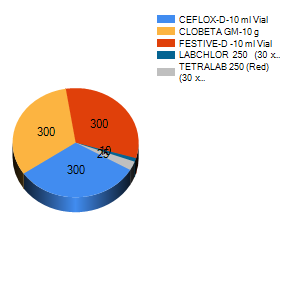 CEFLOX-D-10 ml Vial
CLOBETA GM-10 g
FESTIVE-D -10 ml Vial
LABCHLOR 250 (30 x..
TETRALAB 250 (Red)
(30 x..
300
300
10
25
300